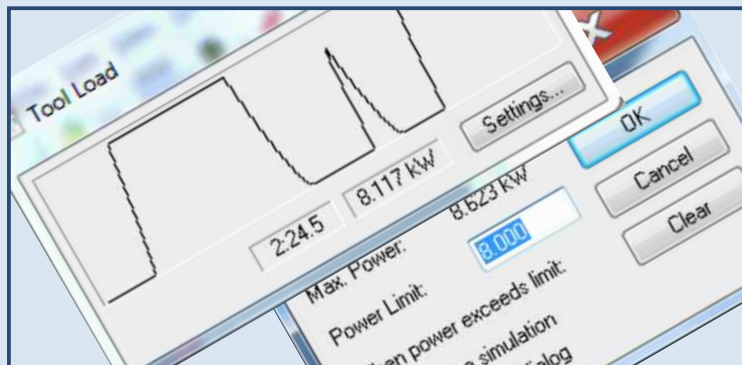 Tool Load
2:24.5 8.117 kW
Settings...
OK
Cancel
Clear
Max. Power: 8.623 kW
Power Limit: 8.000
power exceeds limit:
simulation